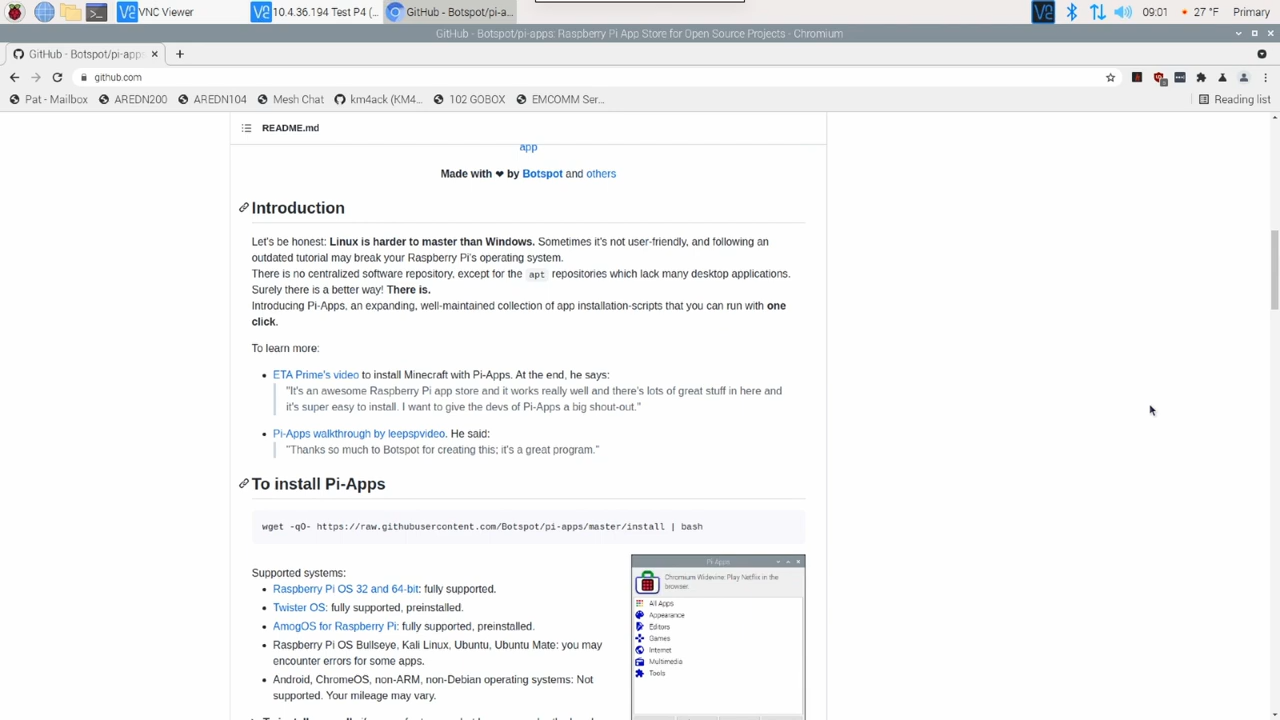 VNC Viewer
10.4.36.194 Test P4 (...
GitHub - Botspot/pi-a...
09:01
27 °F
Primary
GitHub - Botspot/pi-apps: Raspberry Pi App Store for Open Source Projects - Chromium
GitHub - Botspot/pi-apps
github.com
Pat - Mailbox
AREDN200
AREDN104
Mesh Chat
km4ack (KM4...
102 GOBOX
EMCOMM Ser...
Reading list
README.md
app
Made with ❤ by Botspot and others
Introduction
Let's be honest: Linux is harder to master than Windows. Sometimes it's not user-friendly, and following an
outdated tutorial may break your Raspberry Pi's operating system.
There is no centralized software repository, except for the apt repositories which lack many desktop applications.
Surely there is a better way! There is.
Introducing Pi-Apps, an expanding, well-maintained collection of app installation-scripts that you can run with one
click.
To learn more:
• ETA Prime's video to install Minecraft with Pi-Apps. At the end, he says:
"It's an awesome Raspberry Pi app store and it works really well and there's lots of great stuff in here and
it's super easy to install. I want to give the devs of Pi-Apps a big shout-out."
• Pi-Apps walkthrough by leepspvideo. He said:
"Thanks so much to Botspot for creating this; it's a great program."
To install Pi-Apps
wget -qO- https://raw.githubusercontent.com/Botspot/pi-apps/master/install | bash
Supported systems:
• Raspberry Pi OS 32 and 64-bit: fully supported.
• Twister OS: fully supported, preinstalled.
• AmogOS for Raspberry Pi: fully supported, preinstalled.
• Raspberry Pi OS Bullseye, Kali Linux, Ubuntu, Ubuntu Mate: you may
encounter errors for some apps.
• Android, ChromeOS, non-ARM, non-Debian operating systems: Not
supported. Your mileage may vary.
Pi-Apps
Chromium Widevine: Play Netflix in the
browser.
All Apps
Appearance
Editors
Games
Internet
Multimedia
Tools